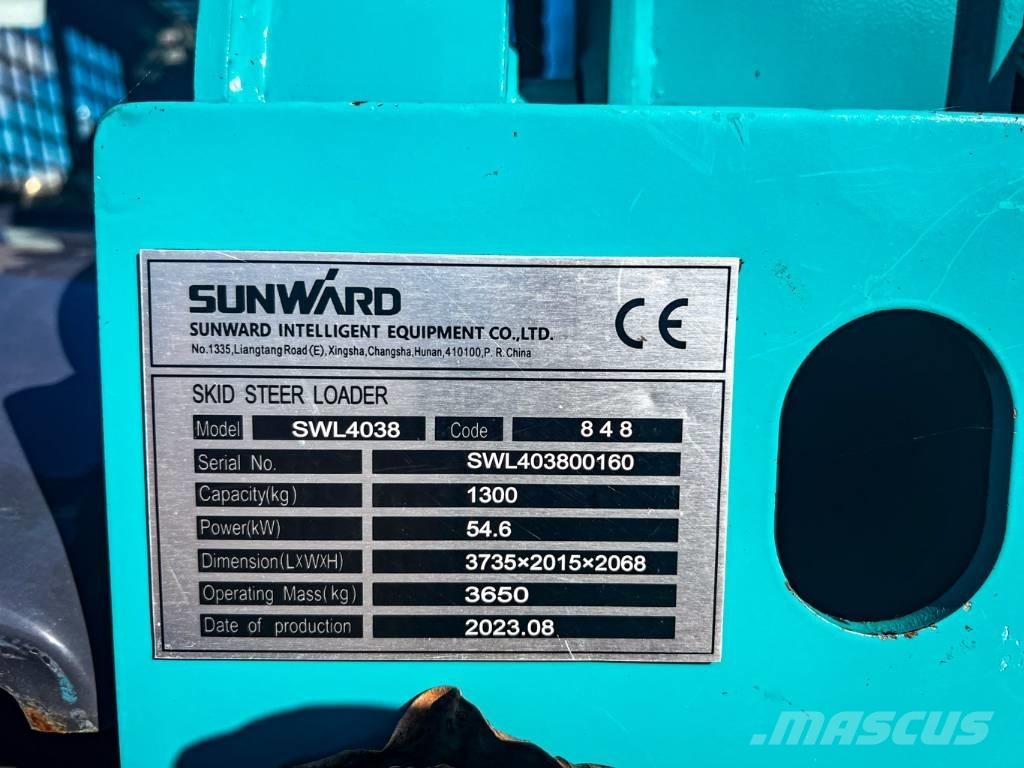 SUNWARD
SUNWARD INTELLIGENT EQUIPMENT CO.,LTD.
No.1335,Liangtang Road(E),Xingsha,Changsha,Hunan,410100,P.R.China
CE
SKID STEER LOADER
Model SWL4038 Code 848
Serial No. SWL403800160
Capacity(kg) 1300
Power(kW) 54.6
Dimension(L×W×H) 3735×2015×2068
Operating Mass(kg) 3650
Date of production 2023.08
MASCUS